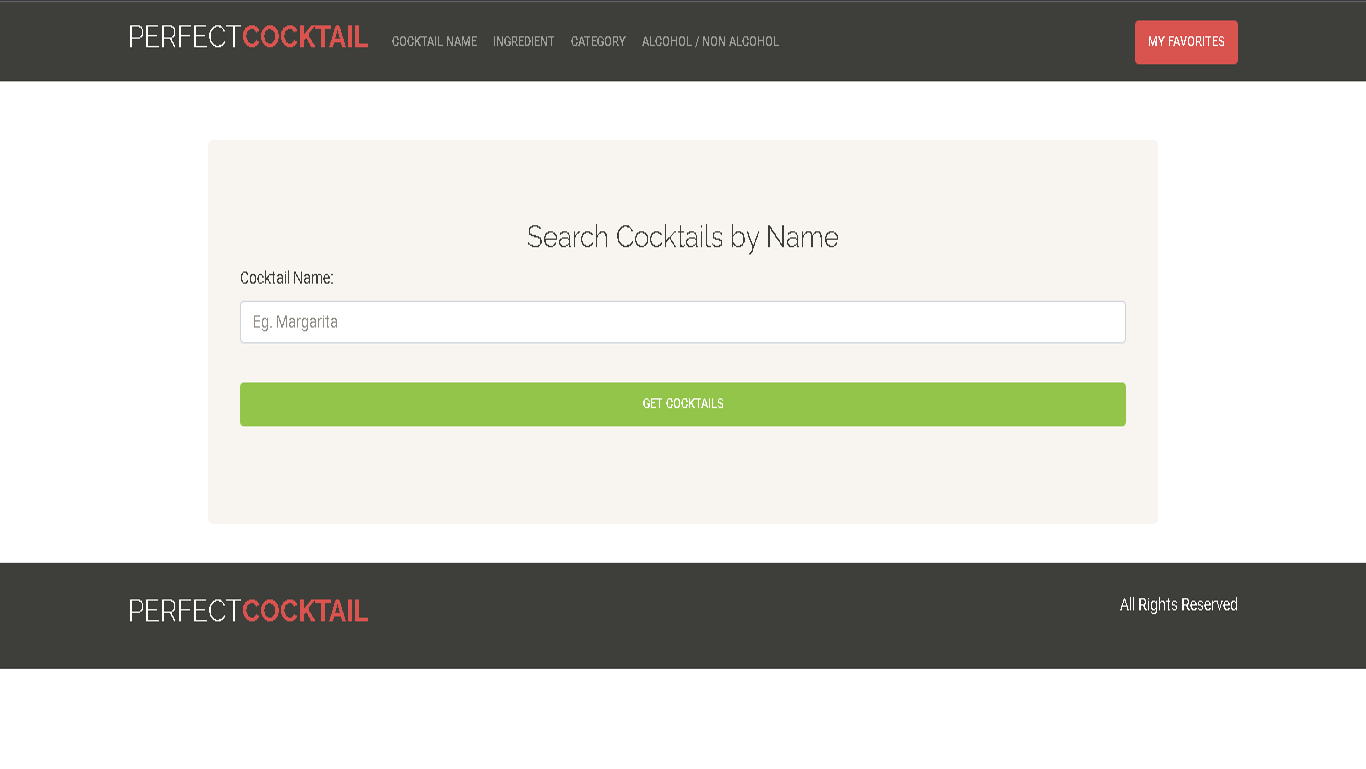 PERFECTCOCKTAIL COCKTAIL NAME INGREDIENT CATEGORY ALCOHOL / NON ALCOHOL MY FAVORITES
Search Cocktails by Name
Cocktail Name:
Eg. Margarita
GET COCKTAILS
PERFECTCOCKTAIL All Rights Reserved